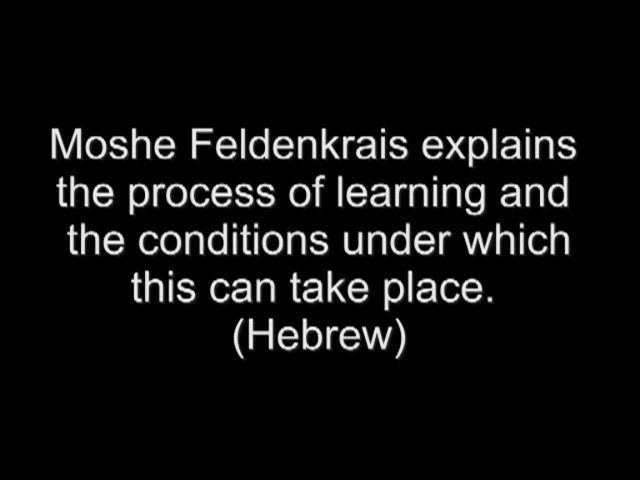 Moshe Feldenkrais explains
the process of learning and
the conditions under which
this can take place.
(Hebrew)